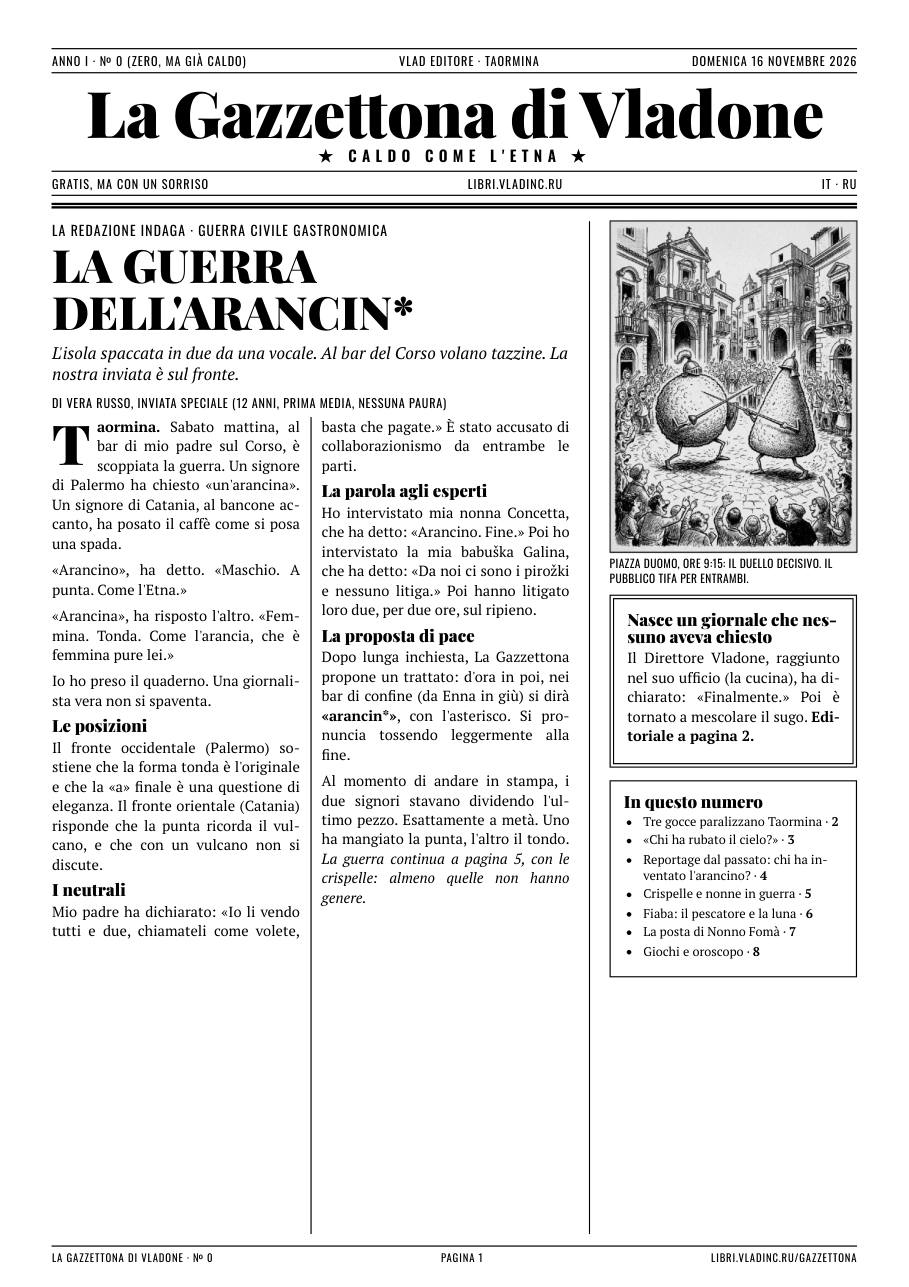 ANNO I · Nº 0 (ZERO, MA GIÀ CALDO)
VLAD EDITORE · TAORMINA
DOMENICA 16 NOVEMBRE 2026
La Gazzettona di Vladone
★ CALDO COME L'ETNA ★
GRATIS, MA CON UN SORRISO
LIBRI.VLADINC.RU
IT · RU
LA REDAZIONE INDAGA · GUERRA CIVILE GASTRONOMICA
LA GUERRA
DELL'ARANCIN*
L'isola spaccata in due da una vocale. Al bar del Corso volano tazzine. La
nostra inviata è sul fronte.
DI VERA RUSSO, INVIATA SPECIALE (12 ANNI, PRIMA MEDIA, NESSUNA PAURA)
Taormina. Sabato mattina, al
bar di mio padre sul Corso, è
scoppiata la guerra. Un signore
di Palermo ha chiesto «un'arancina».
Un signore di Catania, al bancone ac-
canto, ha posato il caffè come si posa
una spada.
«Arancino», ha detto. «Maschio. A
punta. Come l'Etna.»
«Arancina», ha risposto l'altro. «Fem-
mina. Tonda. Come l'arancia, che è
femmina pure lei.»
Io ho preso il quaderno. Una giornali-
sta vera non si spaventa.
Le posizioni
Il fronte occidentale (Palermo) so-
stiene che la forma tonda è l'originale
e che la «a» finale è una questione di
eleganza. Il fronte orientale (Catania)
risponde che la punta ricorda il vul-
cano, e che con un vulcano non si
discute.
I neutrali
Mio padre ha dichiarato: «Io li vendo
tutti e due, chiamateli come volete,
basta che pagate.» È stato accusato di
collaborazionismo da entrambe le
parti.
La parola agli esperti
Ho intervistato mia nonna Concetta,
che ha detto: «Arancino. Fine.» Poi ho
intervistato la mia babuška Galina,
che ha detto: «Da noi ci sono i pirožki
e nessuno litiga.» Poi hanno litigato
loro due, per due ore, sul ripieno.
La proposta di pace
Dopo lunga inchiesta, La Gazzettona
propone un trattato: d'ora in poi, nei
bar di confine (da Enna in giù) si dirà
«arancin*», con l'asterisco. Si pro-
nuncia tossendo leggermente alla
fine.
Al momento di andare in stampa, i
due signori stavano dividendo l'ul-
timo pezzo. Esattamente a metà. Uno
ha mangiato la punta, l'altro il tondo.
La guerra continua a pagina 5, con le
crispelle: almeno quelle non hanno
genere.
PIAZZA DUOMO, ORE 9:15: IL DUELLO DECISIVO. IL
PUBBLICO TIFA PER ENTRAMBI.
Nasce un giornale che nes-
suno aveva chiesto
Il Direttore Vladone, raggiunto
nel suo ufficio (la cucina), ha di-
chiarato: «Finalmente.» Poi è
tornato a mescolare il sugo. Edi-
toriale a pagina 2.
In questo numero
• Tre gocce paralizzano Taormina · 2
• «Chi ha rubato il cielo?» · 3
• Reportage dal passato: chi ha in-
ventato l'arancino? · 4
• Crispelle e nonne in guerra · 5
• Fiaba: il pescatore e la luna · 6
• La posta di Nonno Fomà · 7
• Giochi e oroscopo · 8
LA GAZZETTONA DI VLADONE · Nº 0
PAGINA 1
LIBRI.VLADINC.RU/GAZZETTONA